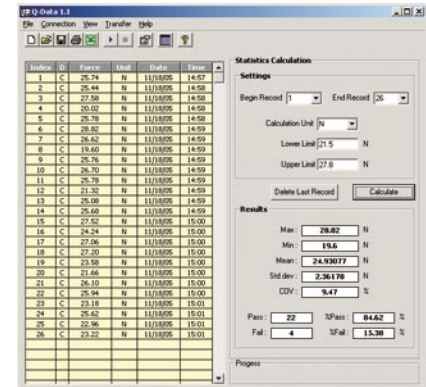 Q-Data 1.1
File Connection View Transfer Help
Index D Force Unit Date Time
1 C 25.74 N 11/18/05 14:57
2 C 25.44 N 11/18/05 14:58
3 C 27.58 N 11/18/05 14:58
4 C 20.02 N 11/18/05 14:58
5 C 25.78 N 11/18/05 14:58
6 C 28.82 N 11/18/05 14:59
7 C 26.62 N 11/18/05 14:59
8 C 19.60 N 11/18/05 14:59
9 C 25.76 N 11/18/05 14:59
10 C 26.70 N 11/18/05 14:59
11 C 25.78 N 11/18/05 14:59
12 C 21.32 N 11/18/05 14:59
13 C 25.08 N 11/18/05 14:59
14 C 25.68 N 11/18/05 14:59
15 C 27.52 N 11/18/05 15:00
16 C 24.24 N 11/18/05 15:00
17 C 27.06 N 11/18/05 15:00
18 C 27.20 N 11/18/05 15:00
19 C 23.58 N 11/18/05 15:00
20 C 21.66 N 11/18/05 15:00
21 C 26.10 N 11/18/05 15:00
22 C 25.94 N 11/18/05 15:00
23 C 23.18 N 11/18/05 15:01
24 C 25.62 N 11/18/05 15:01
25 C 22.96 N 11/18/05 15:01
26 C 23.22 N 11/18/05 15:01
Statistics Calculation
Settings
Begin Record 1 End Record 26
Calculation Unit N
Lower Limit 21.5 N
Upper Limit 27.8 N
Delete Last Record Calculate
Results
Max : 28.82 N
Min : 19.6 N
Mean : 24.93077 N
Std dev : 2.36178 N
COV : 9.47 %
Pass : 22 %Pass : 84.62 %
Fail : 4 %Fail : 15.38 %
Progess